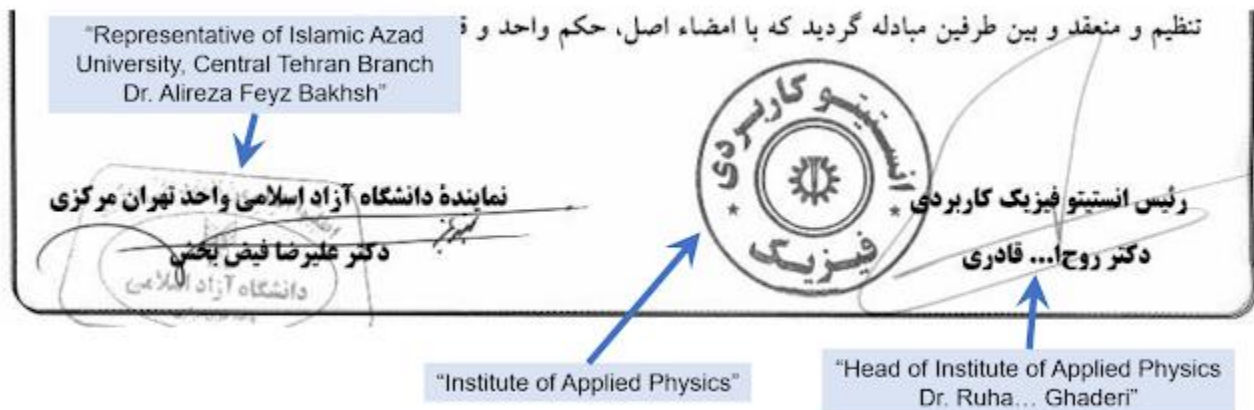 تنظیم و منعقد و بین طرفین مبادله گردید که با امضاء اصل، حکم واحد و
“Representative of Islamic Azad
University, Central Tehran Branch
Dr. Alireza Feyz Bakhsh”
انستیتو کاربردی
فیزیک
رئیس انستیتو فیزیک کاربردی
دکتر روح‌ا... قادری
نمایندهٔ دانشگاه آزاد اسلامی واحد تهران مرکزی
دکتر علیرضا فیض بخش
دانشگاه آزاد اسلامی
“Institute of Applied Physics”
“Head of Institute of Applied Physics
Dr. Ruha... Ghaderi”